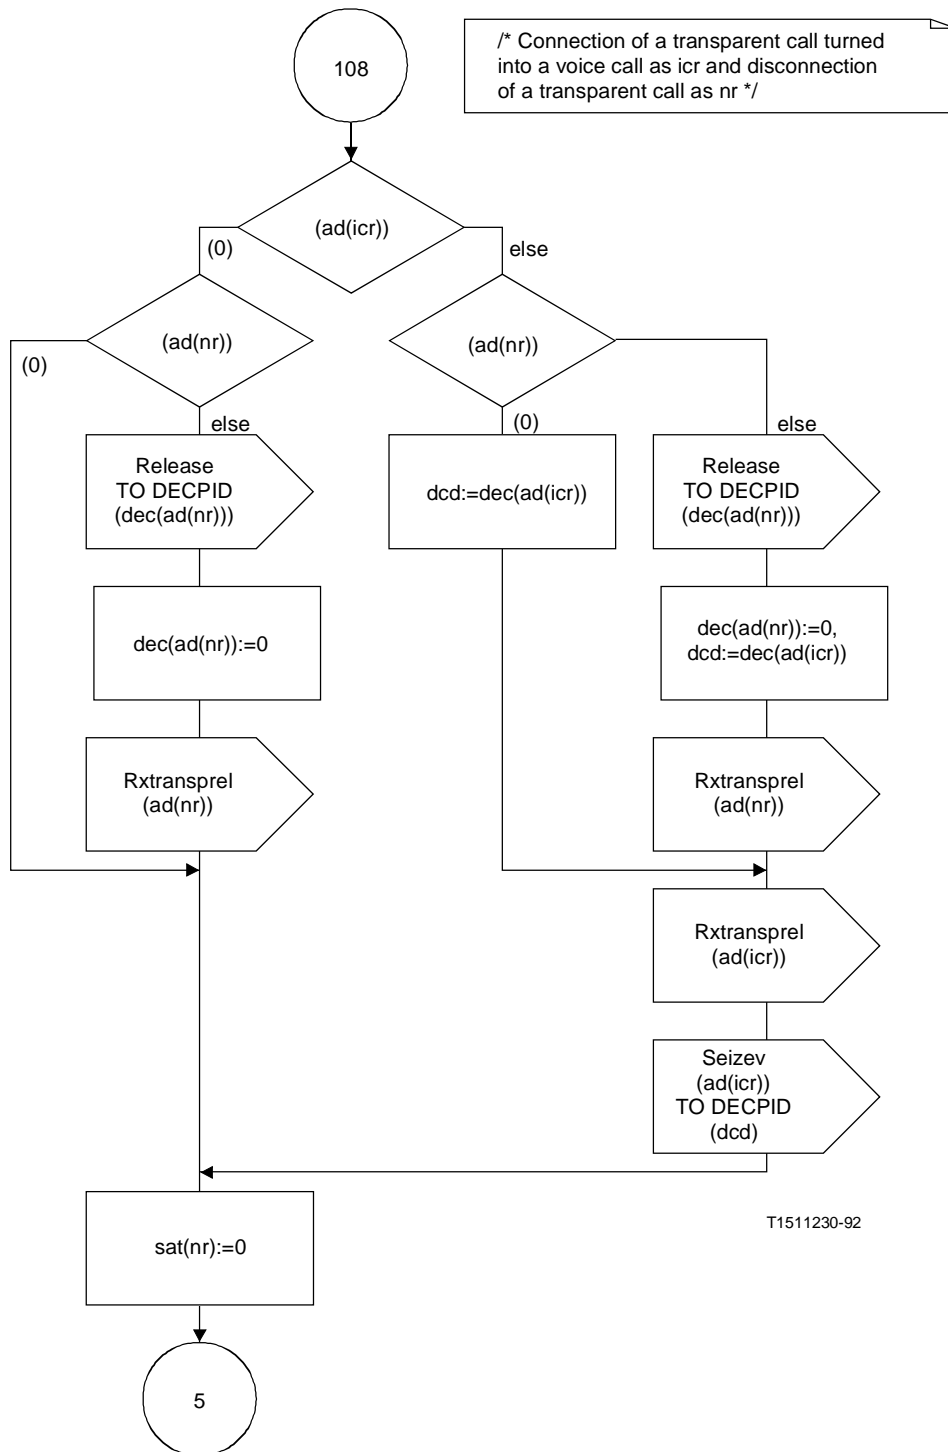 108
/* Connection of a transparent call turned
into a voice call as icr and disconnection
of a transparent call as nr */
(ad(icr))
(0)
else
(ad(nr))
(ad(nr))
(0)
else
(0)
else
Release
TO DECPID
(dec(ad(nr)))
dcd:=dec(ad(icr))
Release
TO DECPID
(dec(ad(nr)))
dec(ad(nr)):=0
dec(ad(nr)):=0,
dcd:=dec(ad(icr))
Rxtransprel
(ad(nr))
Rxtransprel
(ad(nr))
Rxtransprel
(ad(icr))
Seizev
(ad(icr))
TO DECPID
(dcd)
T1511230-92
sat(nr):=0
5